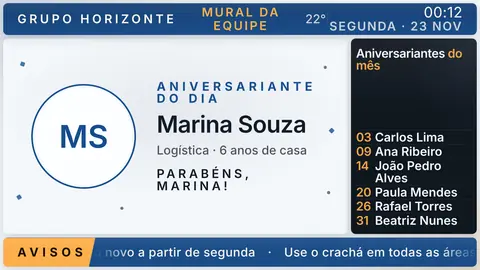 GRUPO HORIZONTE
MURAL DA
EQUIPE
22°
00:12
SEGUNDA · 23 NOV
MS
ANIVERSARIANTE
DO DIA
Marina Souza
Logística · 6 anos de casa
PARABÉNS,
MARINA!
Aniversariantes do
mês
03 Carlos Lima
09 Ana Ribeiro
14 João Pedro
Alves
20 Paula Mendes
26 Rafael Torres
31 Beatriz Nunes
AVISOS
novo a partir de segunda · Use o crachá em todas as áreas